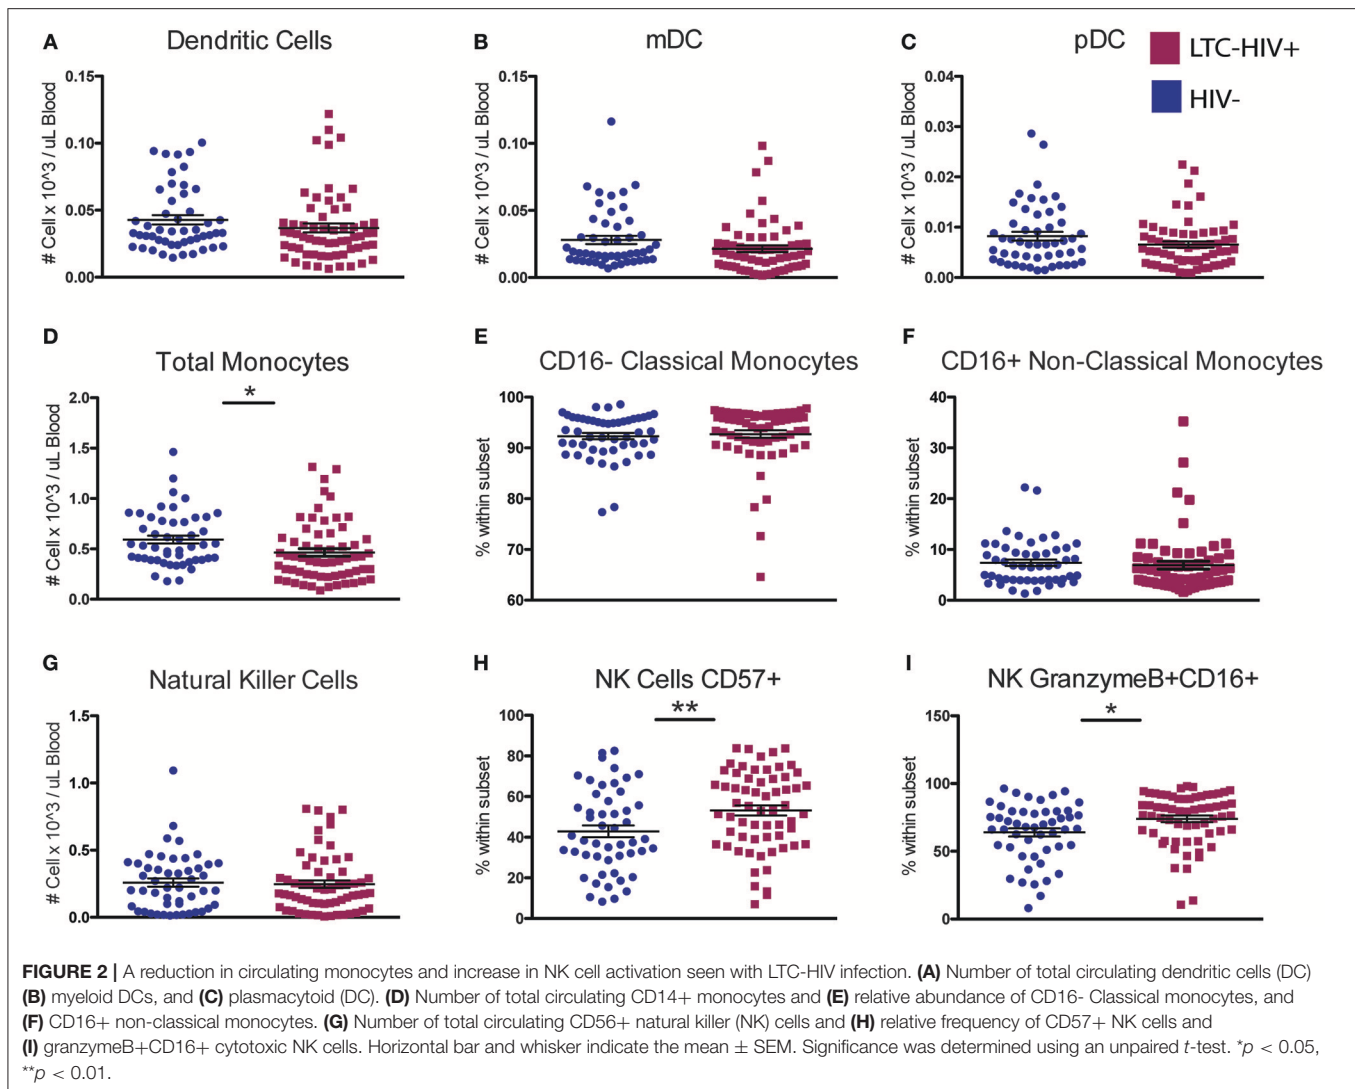 A
Dendritic Cells
# Cell x 10^3 / uL Blood
0.15
0.10
0.05
0.00
B
mDC
# Cell x 10^3 / uL Blood
0.15
0.10
0.05
0.00
C
pDC
# Cell x 10^3 / uL Blood
0.04
0.03
0.02
0.01
0.00
LTC-HIV+
HIV-
D
Total Monocytes
*
# Cell x 10^3 / uL Blood
2.0
1.5
1.0
0.5
0.0
E
CD16- Classical Monocytes
% within subset
100
90
80
70
60
F
CD16+ Non-Classical Monocytes
% within subset
40
30
20
10
0
G
Natural Killer Cells
# Cell x 10^3 / uL Blood
1.5
1.0
0.5
0.0
H
NK Cells CD57+
**
% within subset
100
80
60
40
20
0
I
NK GranzymeB+CD16+
*
% within subset
150
100
50
0
FIGURE 2 | A reduction in circulating monocytes and increase in NK cell activation seen with LTC-HIV infection. (A) Number of total circulating dendritic cells (DC)
(B) myeloid DCs, and (C) plasmacytoid (DC). (D) Number of total circulating CD14+ monocytes and (E) relative abundance of CD16- Classical monocytes, and
(F) CD16+ non-classical monocytes. (G) Number of total circulating CD56+ natural killer (NK) cells and (H) relative frequency of CD57+ NK cells and
(I) granzymeB+CD16+ cytotoxic NK cells. Horizontal bar and whisker indicate the mean ± SEM. Significance was determined using an unpaired t-test. *p < 0.05,
**p < 0.01.